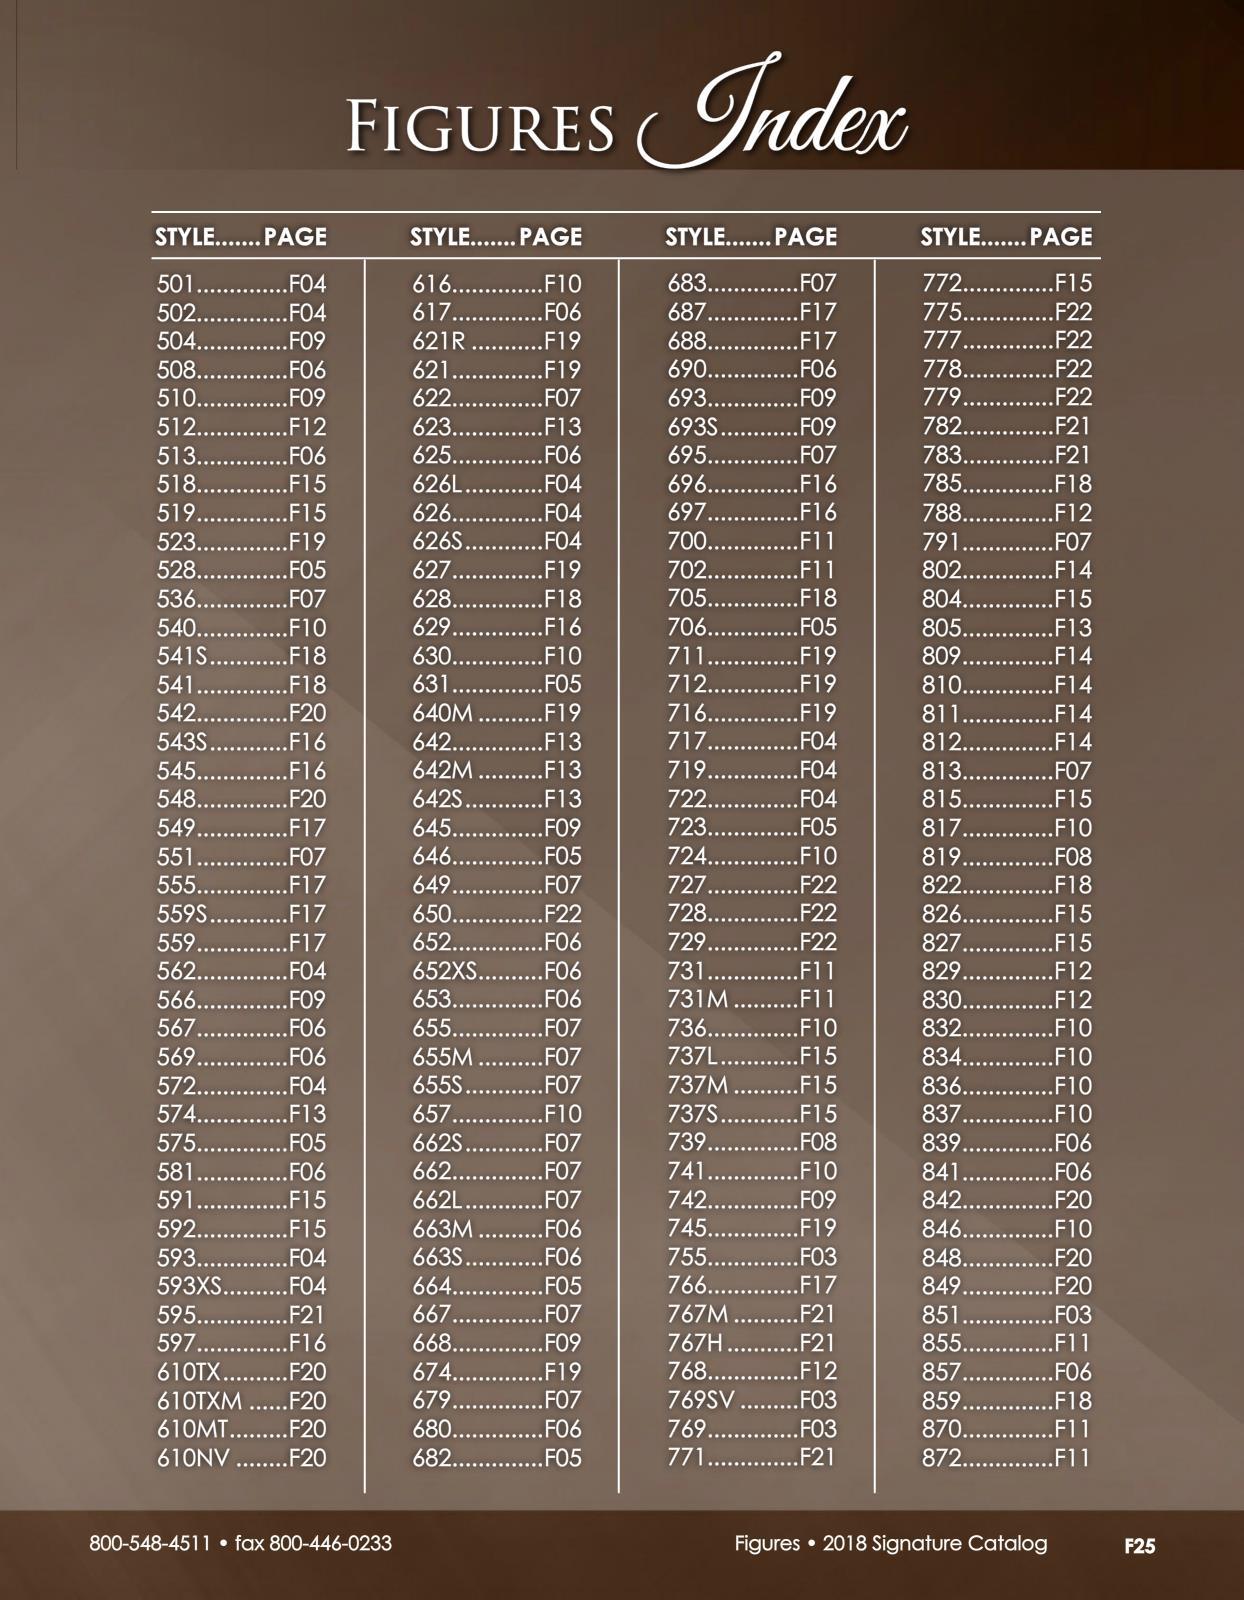 FIGURES Index
STYLE.......PAGE
501..............F04
502..............F04
504..............F09
508..............F06
510..............F09
512..............F12
513..............F06
518..............F15
519..............F15
523..............F19
528..............F05
536..............F07
540..............F10
541S............F18
541..............F18
542..............F20
543S............F16
545..............F16
548..............F20
549..............F17
551..............F07
555..............F17
559S............F17
559..............F17
562..............F04
566..............F09
567..............F06
569..............F06
572..............F04
574..............F13
575..............F05
581..............F06
591..............F15
592..............F15
593..............F04
593XS..........F04
595..............F21
597..............F16
610TX..........F20
610TXM ......F20
610MT.........F20
610NV ........F20
STYLE.......PAGE
616..............F10
617..............F06
621R ...........F19
621..............F19
622..............F07
623..............F13
625..............F06
626L............F04
626..............F04
626S............F04
627..............F19
628..............F18
629..............F16
630..............F10
631..............F05
640M ..........F19
642..............F13
642M ..........F13
642S............F13
645..............F09
646..............F05
649..............F07
650..............F22
652..............F06
652XS..........F06
653..............F06
655..............F07
655M ..........F07
655S............F07
657..............F10
662S............F07
662..............F07
662L............F07
663M ..........F06
663S............F06
664..............F05
667..............F07
668..............F09
674..............F19
679..............F07
680..............F06
682..............F05
STYLE.......PAGE
683..............F07
687..............F17
688..............F17
690..............F06
693..............F09
693S............F09
695..............F07
696..............F16
697..............F16
700..............F11
702..............F11
705..............F18
706..............F05
711..............F19
712..............F19
716..............F19
717..............F04
719..............F04
722..............F04
723..............F05
724..............F10
727..............F22
728..............F22
729..............F22
731..............F11
731M ..........F11
736..............F10
737L............F15
737M ..........F15
737S............F15
739..............F08
741..............F10
742..............F09
745..............F19
755..............F03
766..............F17
767M ..........F21
767H...........F21
768..............F12
769SV .........F03
769..............F03
771..............F21
STYLE.......PAGE
772..............F15
775..............F22
777..............F22
778..............F22
779..............F22
782..............F21
783..............F21
785..............F18
788..............F12
791..............F07
802..............F14
804..............F15
805..............F13
809..............F14
810..............F14
811..............F14
812..............F14
813..............F07
815..............F15
817..............F10
819..............F08
822..............F18
826..............F15
827..............F15
829..............F12
830..............F12
832..............F10
834..............F10
836..............F10
837..............F10
839..............F06
841..............F06
842..............F20
846..............F10
848..............F20
849..............F20
851..............F03
855..............F11
857..............F06
859..............F18
870..............F11
872..............F11
800-548-4511 • fax 800-446-0233
Figures • 2018 Signature Catalog F25